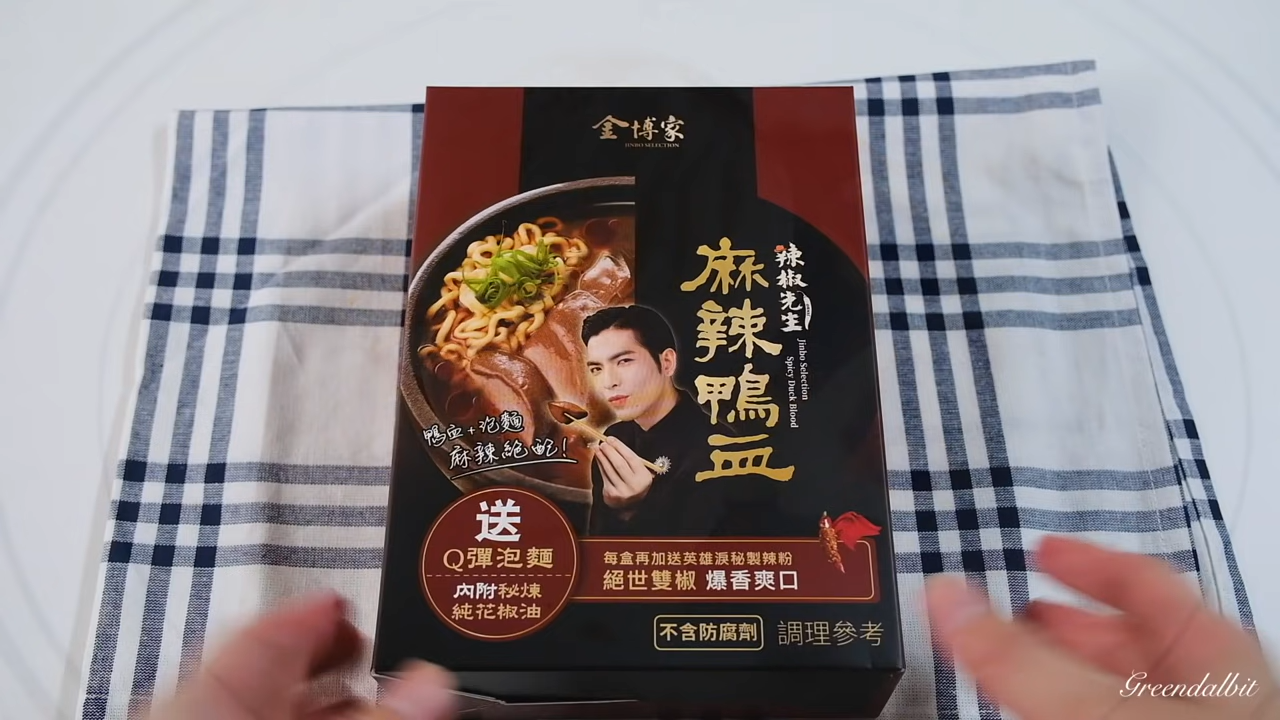 金博家
JINBO SELECTION
辣椒先生
麻辣鴨血
Jinbo Selection
Spicy Duck Blood
鴨血+泡麵
麻辣絕配!
送
Q彈泡麵
內附秘煉
純花椒油
每盒再加送英雄淚秘製辣粉
絕世雙椒 爆香爽口
不含防腐劑
調理參考
Greendalbit